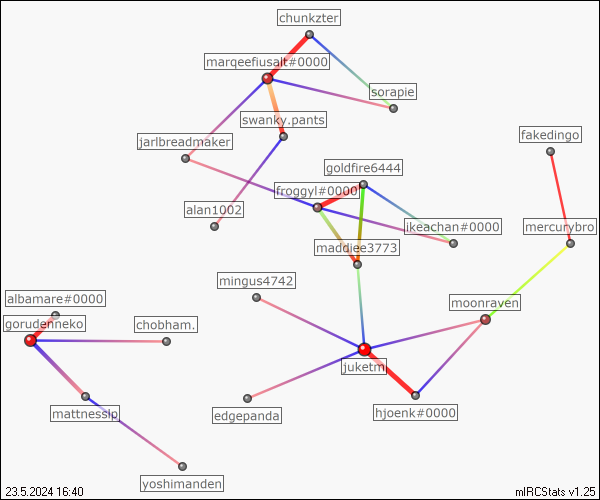 chunkzter
marqeefiusalt#0000
sorapie
swanky.pants
fakedingo
jarlbreadmaker
goldfire6444
froggyl#0000
alan1002
ikeachan#0000
mercurybro
maddiee3773
mingus4742
albamare#0000
moonraven
gorudenneko
chobham.
juketm
mattnesslp
edgepanda
hjoenk#0000
yoshimanden
23.5.2024 16:40
mIRCStats v1.25